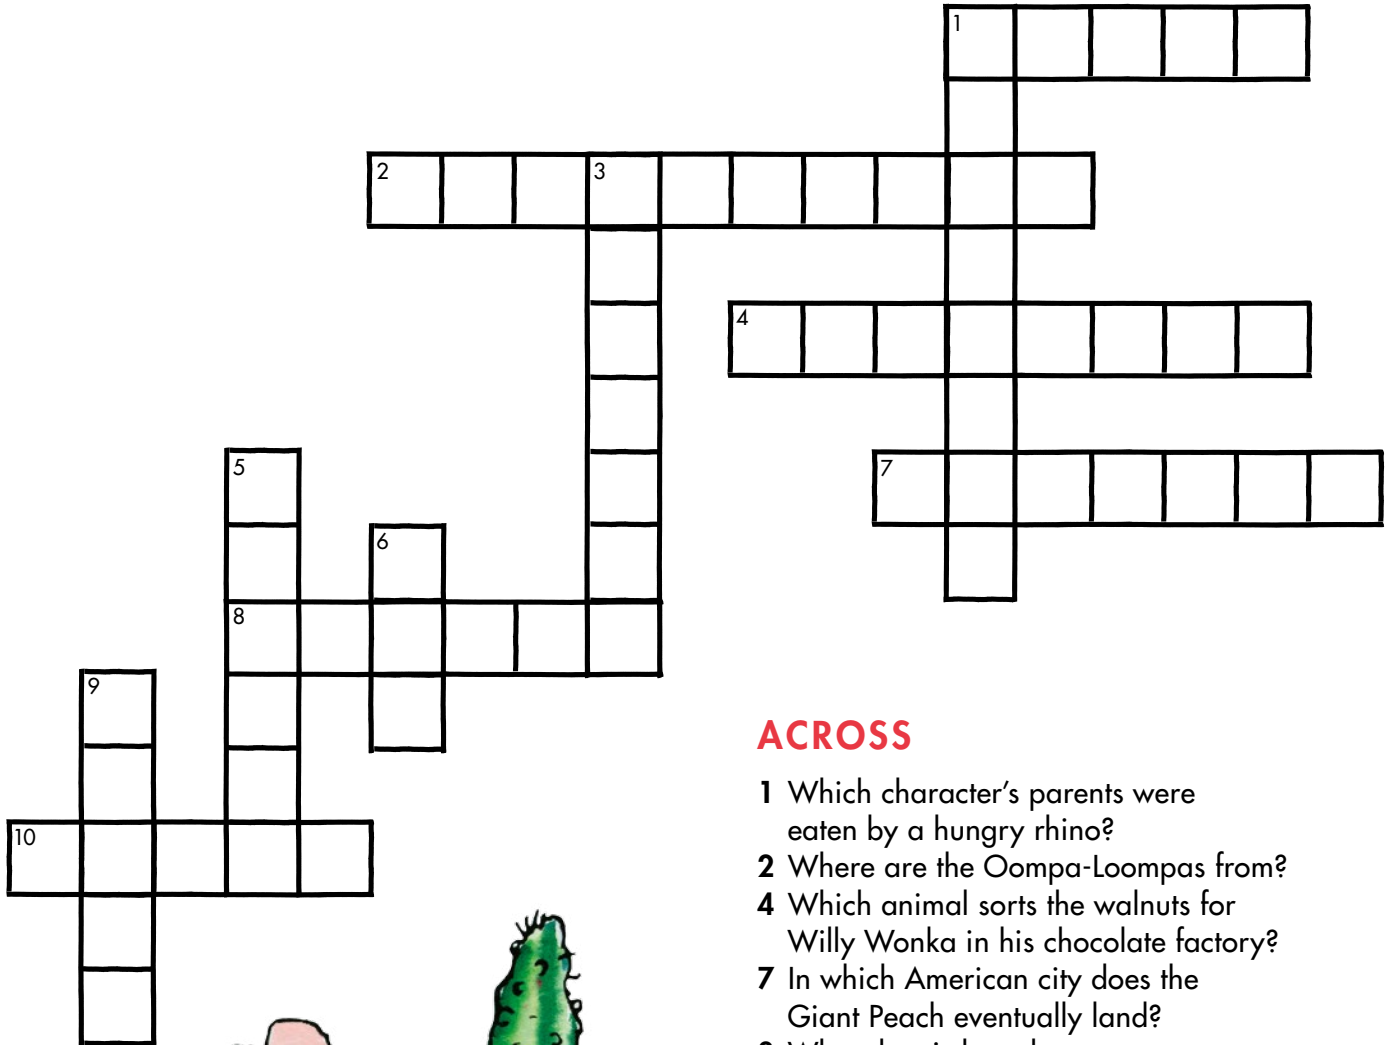 1
2
3
4
5
7
6
8
9
10
ACROSS
1 Which character’s parents were
eaten by a hungry rhino?
2 Where are the Oompa-Loompas from?
4 Which animal sorts the walnuts for
Willy Wonka in his chocolate factory?
7 In which American city does the
Giant Peach eventually land?